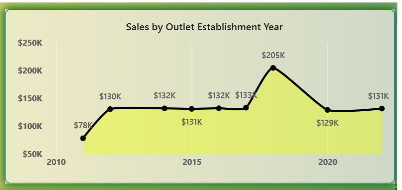 Sales by Outlet Establishment Year
$250K
$205K
$200K
$150K
$130K
$132K
$132K
$133K
$131K
$78K
$131K
$129K
$100K
$50K
2010
2015
2020